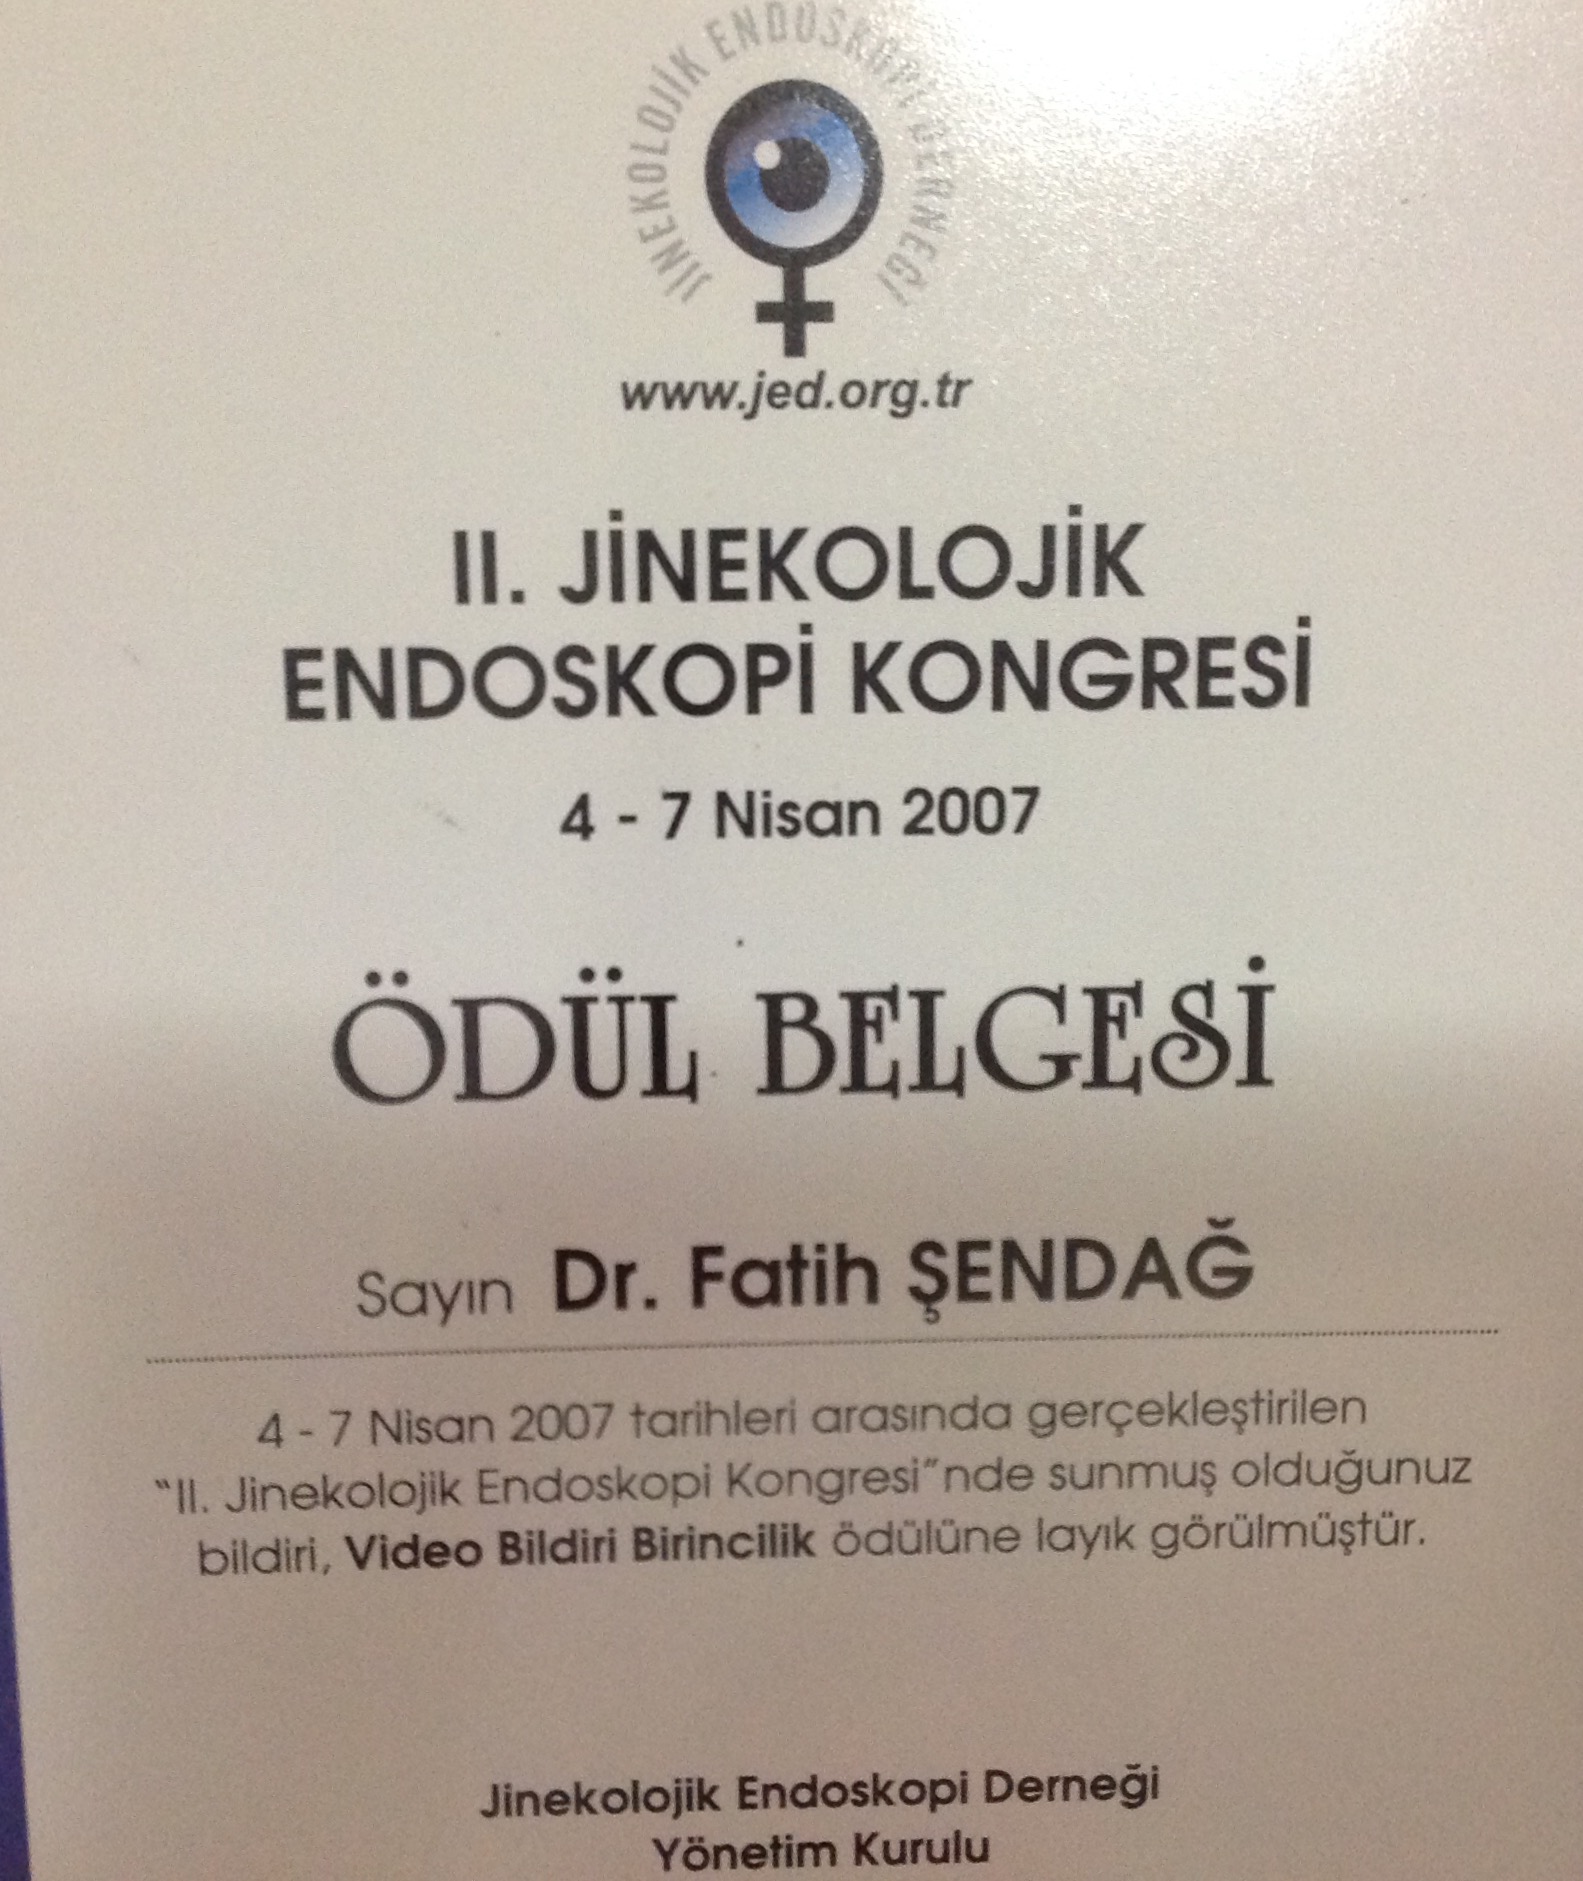 JİNEKOLOJİK ENDOSKOPİ DERNEĞİ
www.jed.org.tr
II. JİNEKOLOJİK
ENDOSKOPİ KONGRESİ
4 - 7 Nisan 2007
ÖDÜL BELGESİ
Sayın Dr. Fatih ŞENDAĞ
4 - 7 Nisan 2007 tarihleri arasında gerçekleştirilen
"II. Jinekolojik Endoskopi Kongresi"nde sunmuş olduğunuz
bildiri, Video Bildiri Birincilik ödülüne layık görülmüştür.
Jinekolojik Endoskopi Derneği
Yönetim Kurulu